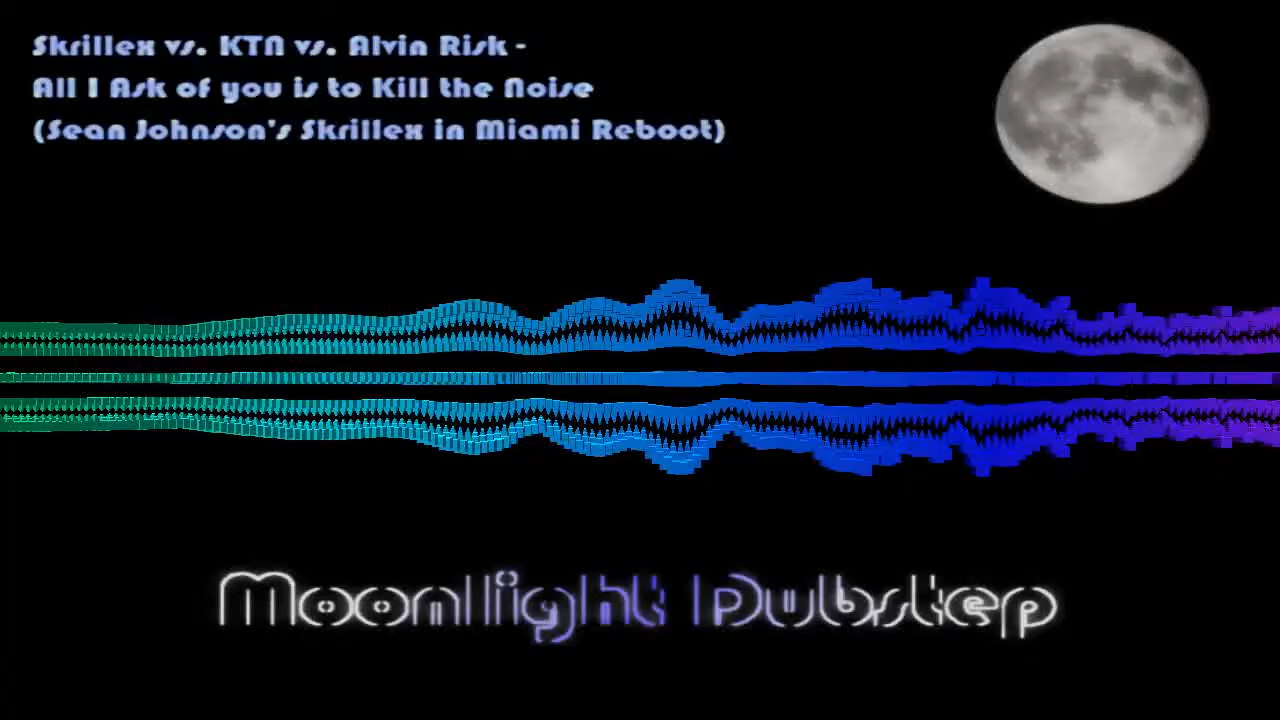 Skrillex vs. KTN vs. Alvin Risk -
All I Ask of you is to Kill the Noise
(Sean Johnson's Skrillex in Miami Reboot)
Moonlight Dubstep